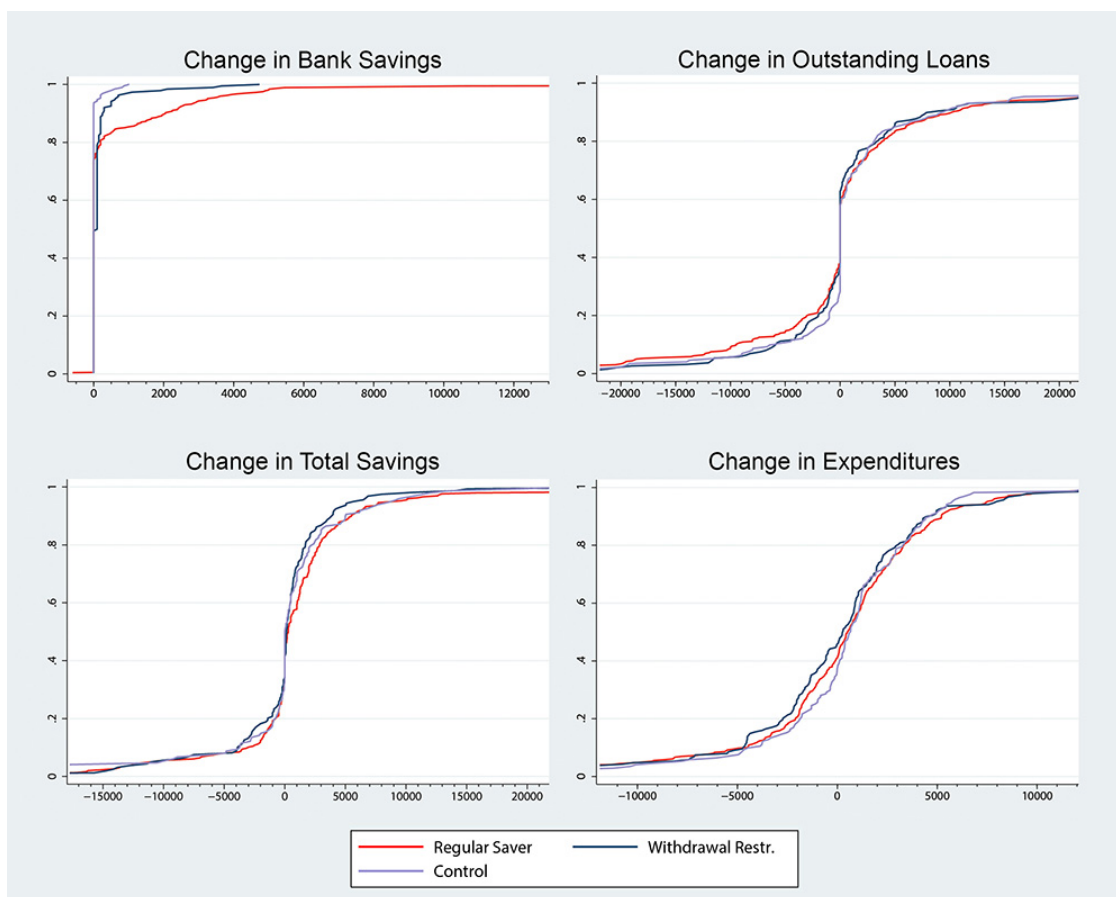 Change in Bank Savings
1
.8
.6
.4
.2
0
0 2000 4000 6000 8000 10000 12000
Change in Outstanding Loans
1
.8
.6
.4
.2
0
−20000 −15000 −10000 −5000 0 5000 10000 15000 20000
Change in Total Savings
1
.8
.6
.4
.2
0
−15000 −10000 −5000 0 5000 10000 15000 20000
Change in Expenditures
1
.8
.6
.4
.2
0
−10000 −5000 0 5000 10000
Regular Saver Withdrawal Restr.
Control